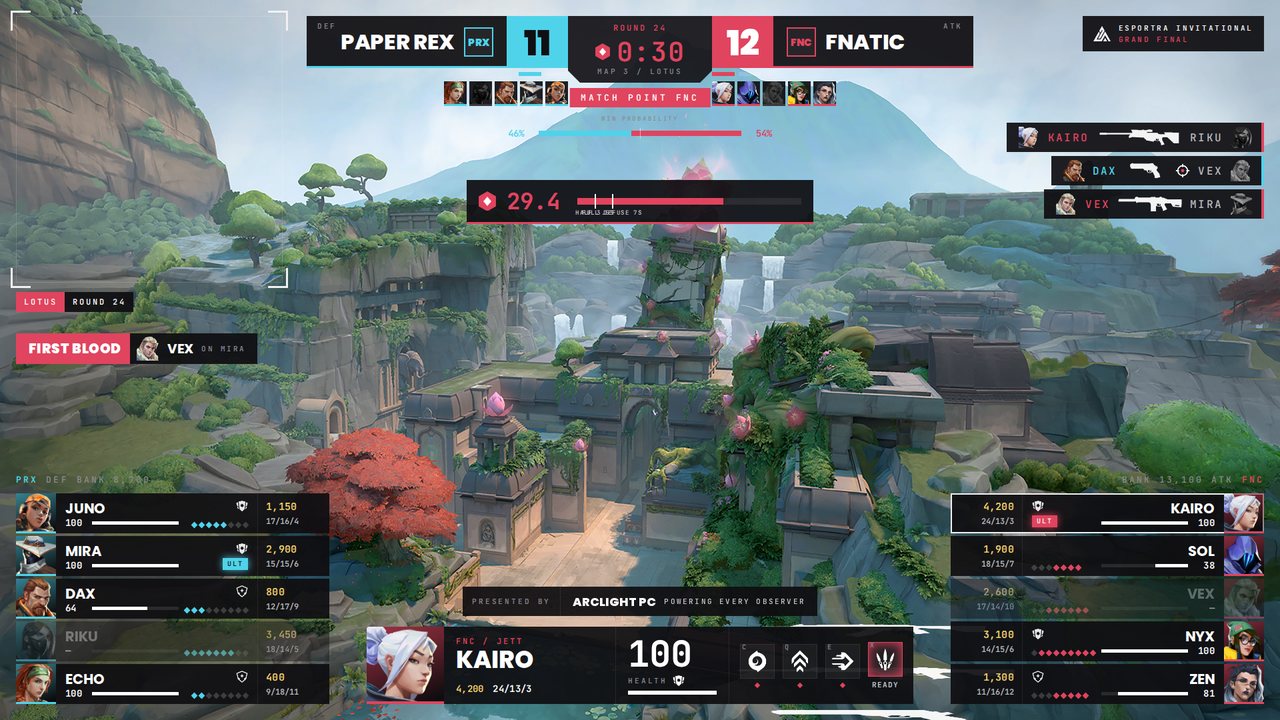 DEF
PAPER REX
PRX
11
ROUND 24
0:30
MAP 3 / LOTUS
12
FNC
FNATIC
ATK
ESPORTRA INVITATIONAL
GRAND FINAL
MATCH POINT FNC
WIN PROBABILITY
46%
54%
KAIRO RIKU
DAX VEX
VEX MIRA
29.4
LOTUS ROUND 24
FIRST BLOOD VEX ON MIRA
PRX DEF BANK 8,700
JUNO
100
1,150
17/16/4
MIRA
100
ULT
2,900
15/15/6
DAX
64
800
12/17/9
RIKU
–
3,450
18/14/5
ECHO
100
400
9/18/11
PRESENTED BY ARCLIGHT PC POWERING EVERY OBSERVER
FNC / JETT
KAIRO
4,200 24/13/3
100
HEALTH
C
Q
E
X
READY
BANK 13,100 ATK FNC
4,200
24/13/3
ULT
KAIRO
100
1,900
18/15/7
SOL
38
2,600
17/14/10
VEX
–
3,100
14/15/6
NYX
100
1,300
11/16/12
ZEN
81